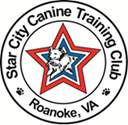 Star City Canine Training Club
Roanoke, VA